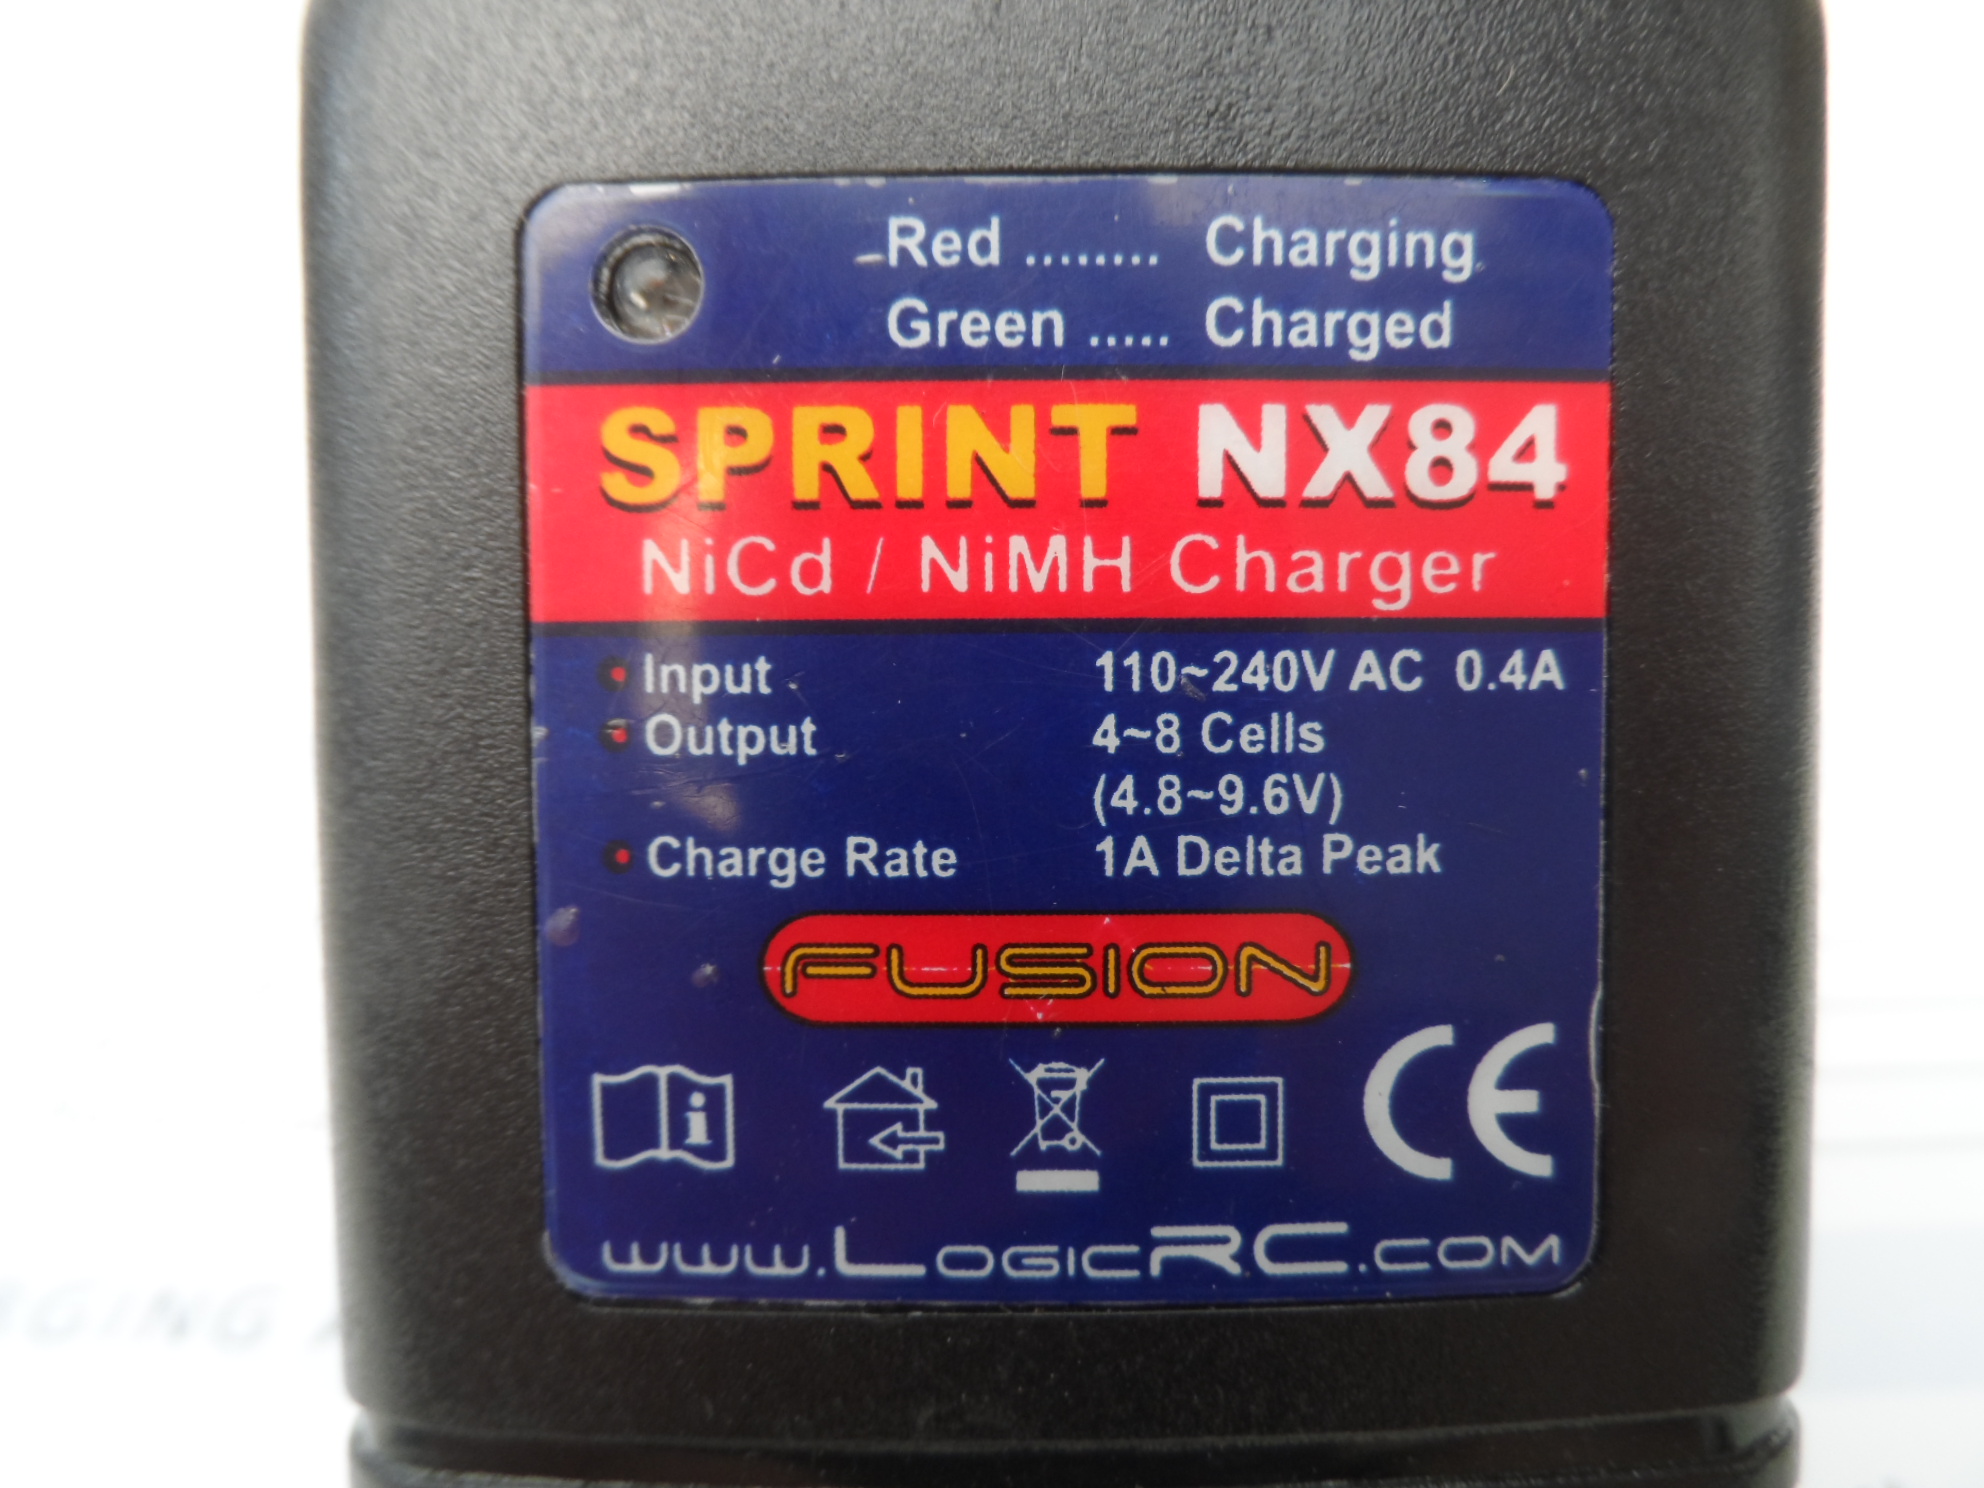 Red ........ Charging
Green ..... Charged
SPRINT NX84
NiCd / NiMH Charger
Input 110~240V AC 0.4A
Output 4~8 Cells
(4.8~9.6V)
Charge Rate 1A Delta Peak
FUSION
i
CE
www.LogicRC.com
RGING